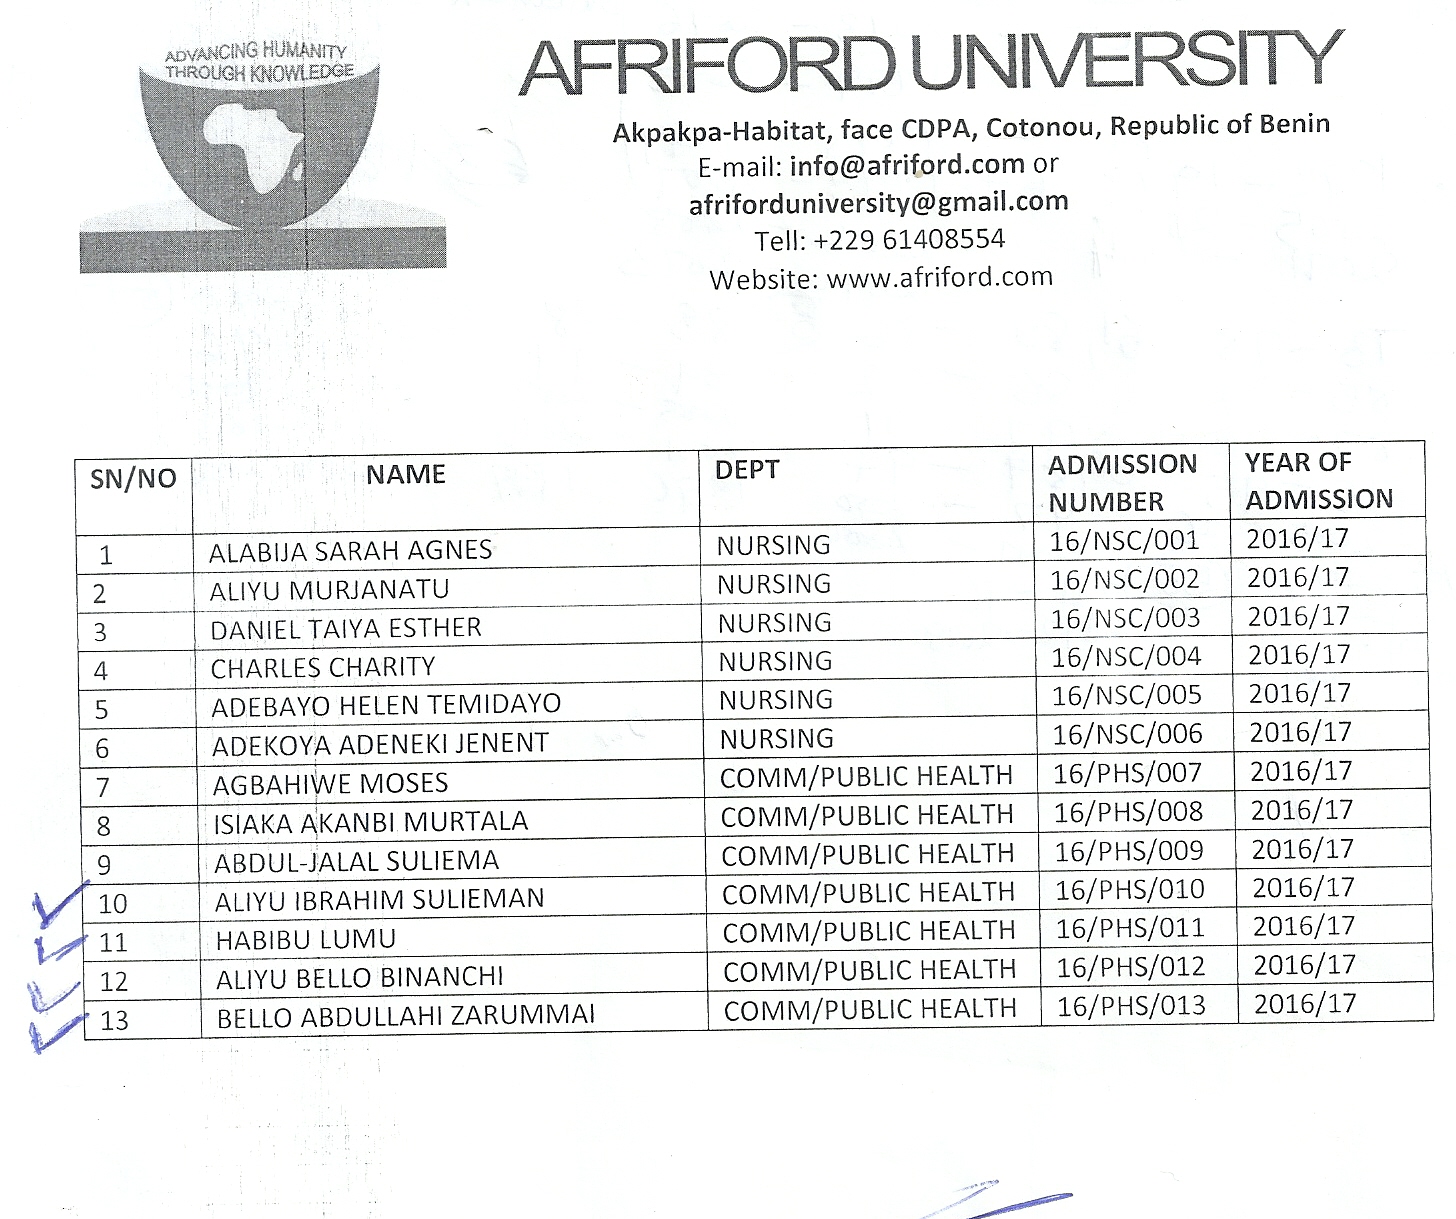 ADVANCING HUMANITY
THROUGH KNOWLEDGE
AFRIFORD UNIVERSITY
Akpakpa-Habitat, face CDPA, Cotonou, Republic of Benin
E-mail: info@afriford.com or
afriforduniversity@gmail.com
Tell: +229 61408554
Website: www.afriford.com
SN/NO NAME DEPT ADMISSION NUMBER YEAR OF ADMISSION
1 ALABIJA SARAH AGNES NURSING 16/NSC/001 2016/17
2 ALIYU MURJANATU NURSING 16/NSC/002 2016/17
3 DANIEL TAIYA ESTHER NURSING 16/NSC/003 2016/17
4 CHARLES CHARITY NURSING 16/NSC/004 2016/17
5 ADEBAYO HELEN TEMIDAYO NURSING 16/NSC/005 2016/17
6 ADEKOYA ADENEKI JENENT NURSING 16/NSC/006 2016/17
7 AGBAHIWE MOSES COMM/PUBLIC HEALTH 16/PHS/007 2016/17
8 ISIAKA AKANBI MURTALA COMM/PUBLIC HEALTH 16/PHS/008 2016/17
9 ABDUL-JALAL SULIEMA COMM/PUBLIC HEALTH 16/PHS/009 2016/17
10 ALIYU IBRAHIM SULIEMAN COMM/PUBLIC HEALTH 16/PHS/010 2016/17
11 HABIBU LUMU COMM/PUBLIC HEALTH 16/PHS/011 2016/17
12 ALIYU BELLO BINANCHI COMM/PUBLIC HEALTH 16/PHS/012 2016/17
13 BELLO ABDULLAHI ZARUMMAI COMM/PUBLIC HEALTH 16/PHS/013 2016/17